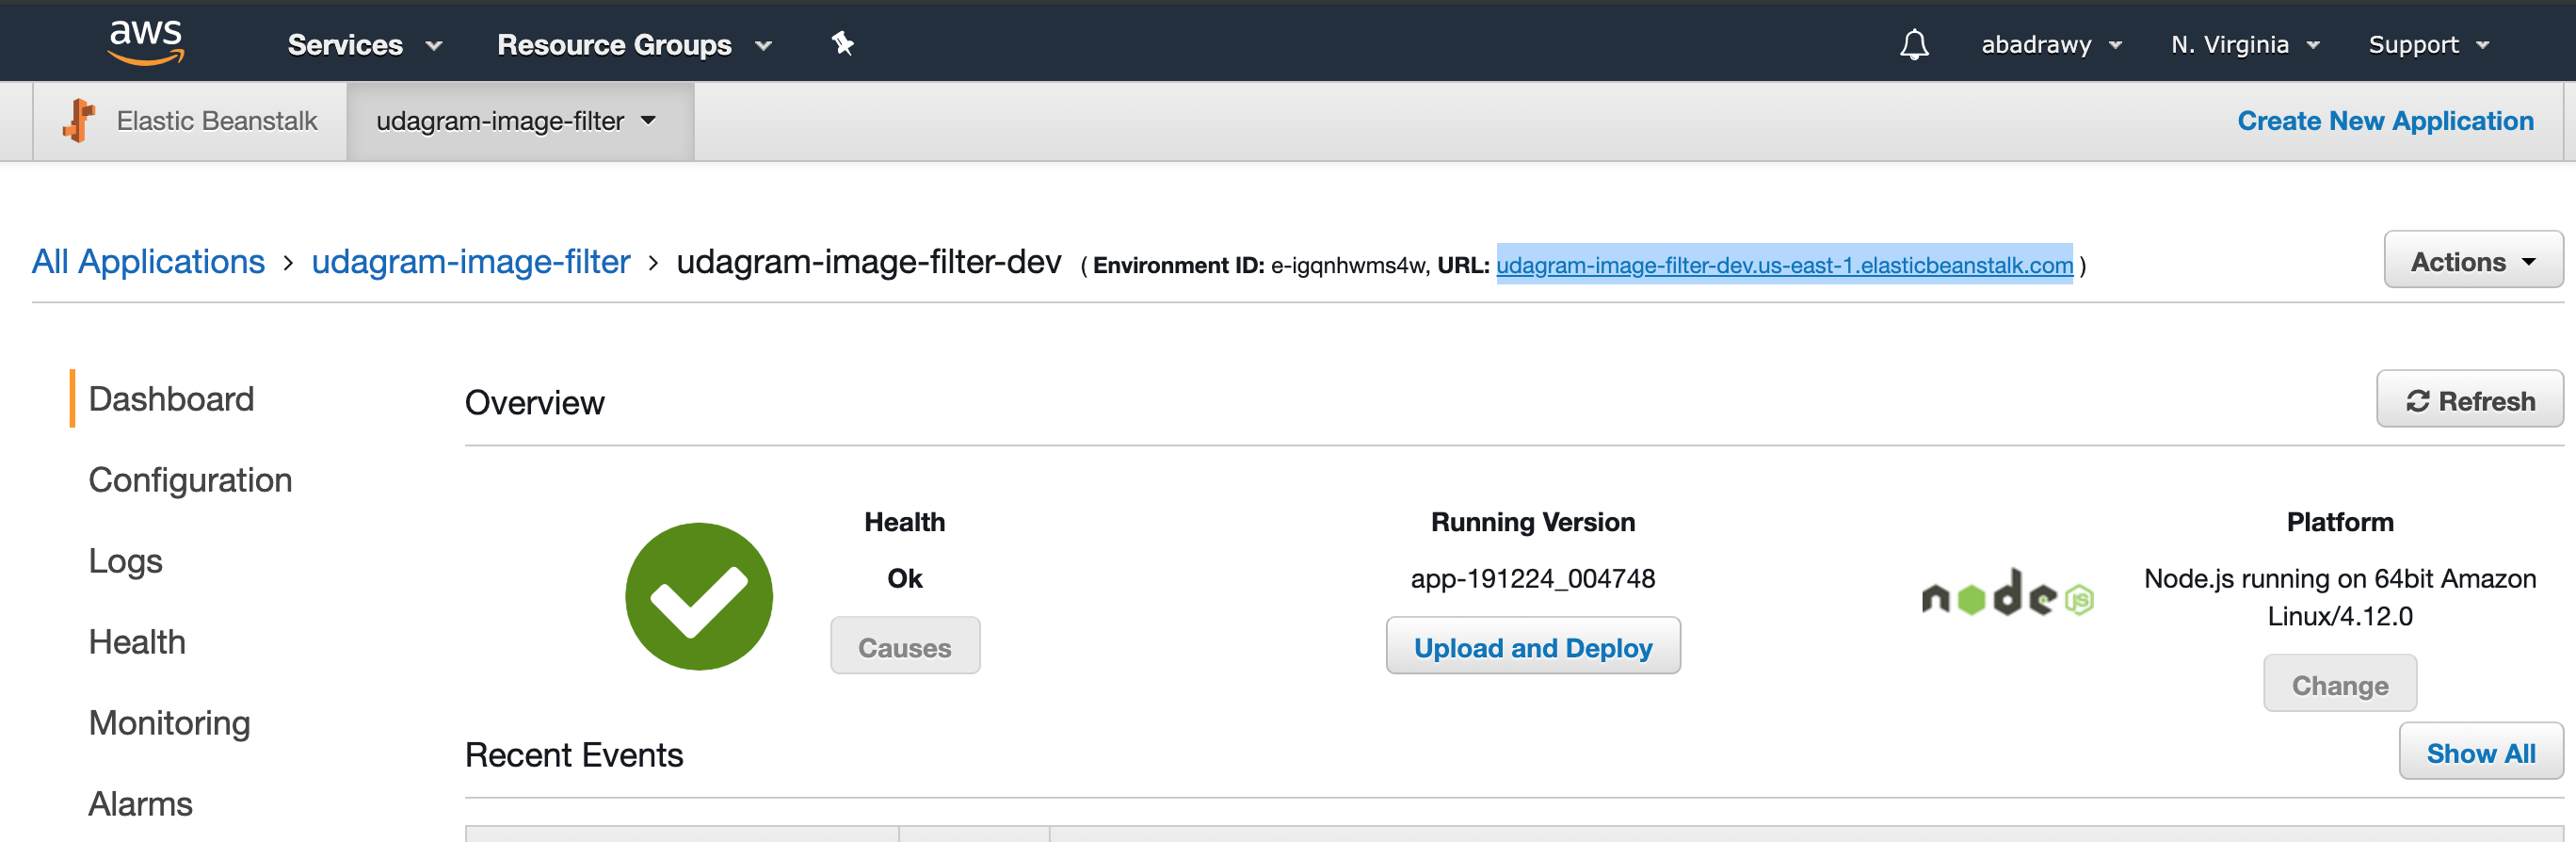 aws Services Resource Groups abadrawy N. Virginia Support
Elastic Beanstalk udagram-image-filter Create New Application
All Applications › udagram-image-filter › udagram-image-filter-dev ( Environment ID: e-igqnhwms4w, URL: udagram-image-filter-dev.us-east-1.elasticbeanstalk.com ) Actions
Dashboard
Configuration
Logs
Health
Monitoring
Alarms
Overview
Refresh
Health
Ok
Causes
Running Version
app-191224_004748
Upload and Deploy
node JS
Platform
Node.js running on 64bit Amazon
Linux/4.12.0
Change
Recent Events
Show All